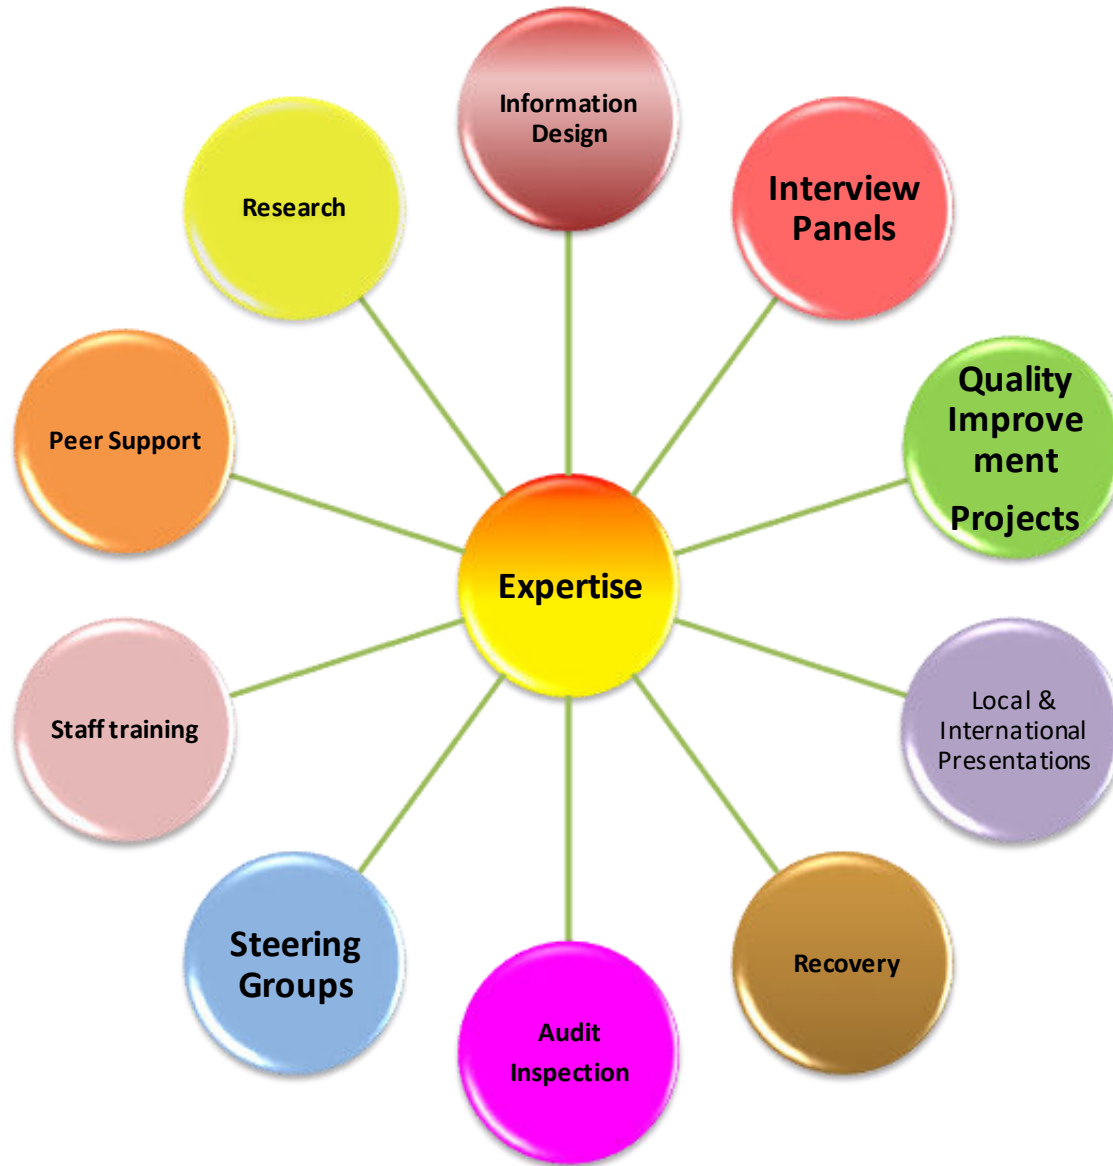 Information
Design
Interview
Panels
Research
Quality
Improve
ment
Projects
Peer Support
Expertise
Local &
International
Presentations
Staff training
Steering
Groups
Recovery
Audit
Inspection